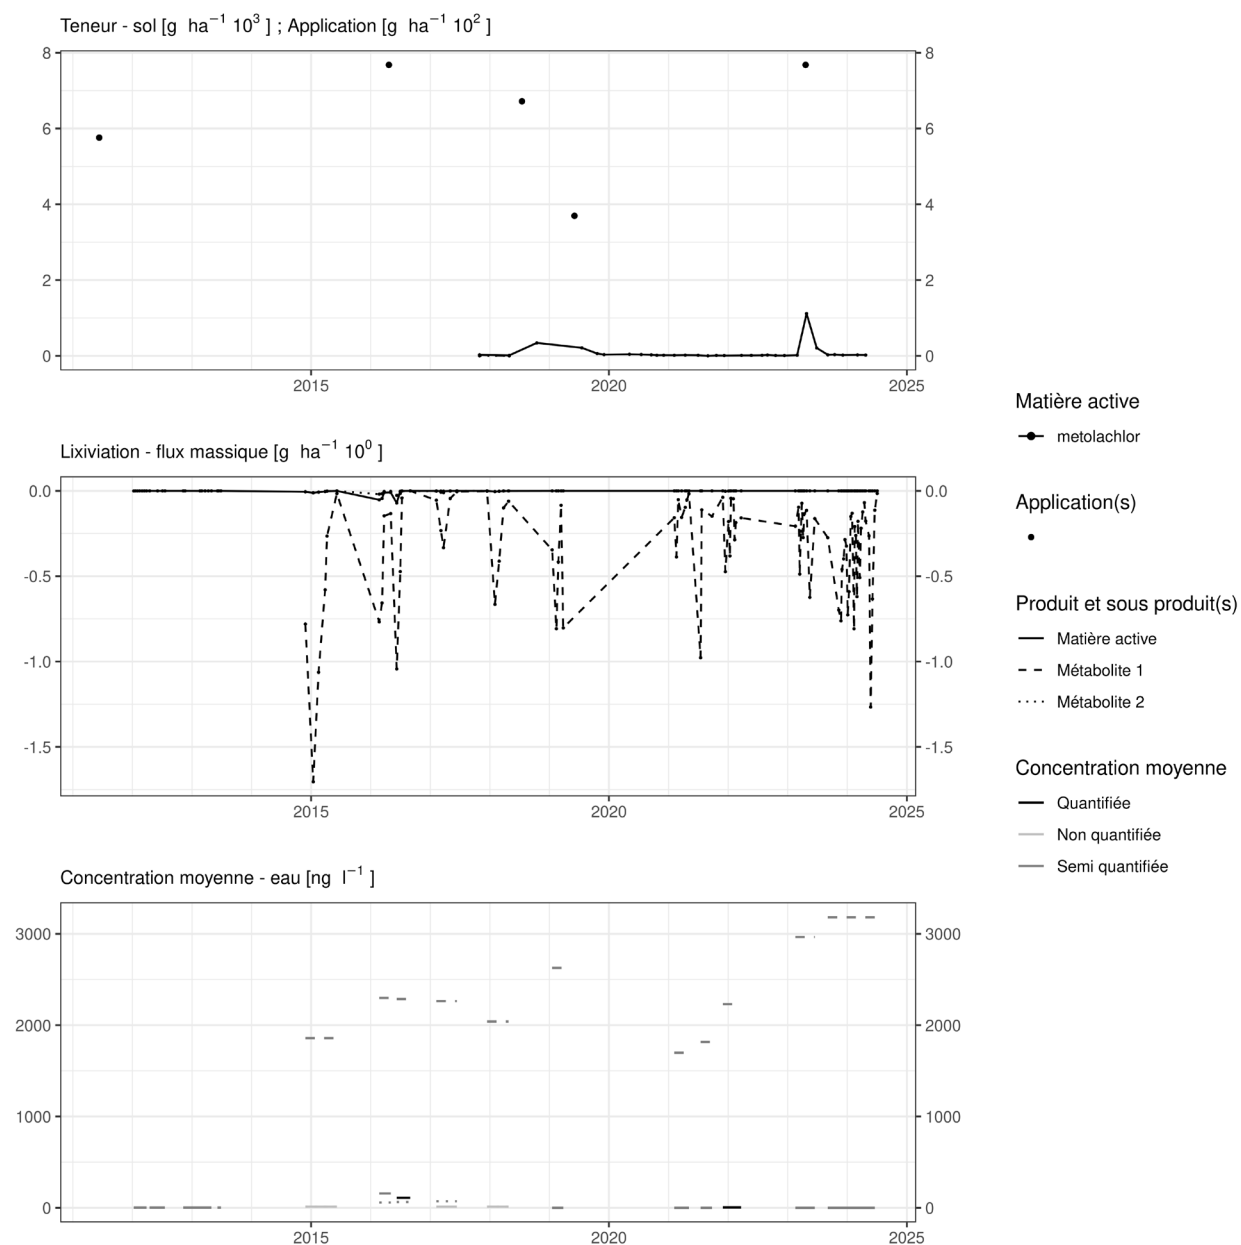 Teneur - sol [g ha−1 103 ] ; Application [g ha−1 102 ]
8 8
6 6
4 4
2 2
0 0
2015 2020 2025
Lixiviation - flux massique [g ha−1 100 ]
0.0 0.0
-0.5 -0.5
-1.0 -1.0
-1.5 -1.5
2015 2020 2025
Concentration moyenne - eau [ng l−1 ]
3000 3000
2000 2000
1000 1000
0 0
2015 2020 2025
Matière active
metolachlor
Application(s)
Produit et sous produit(s)
Matière active
Métabolite 1
Métabolite 2
Concentration moyenne
Quantifiée
Non quantifiée
Semi quantifiée